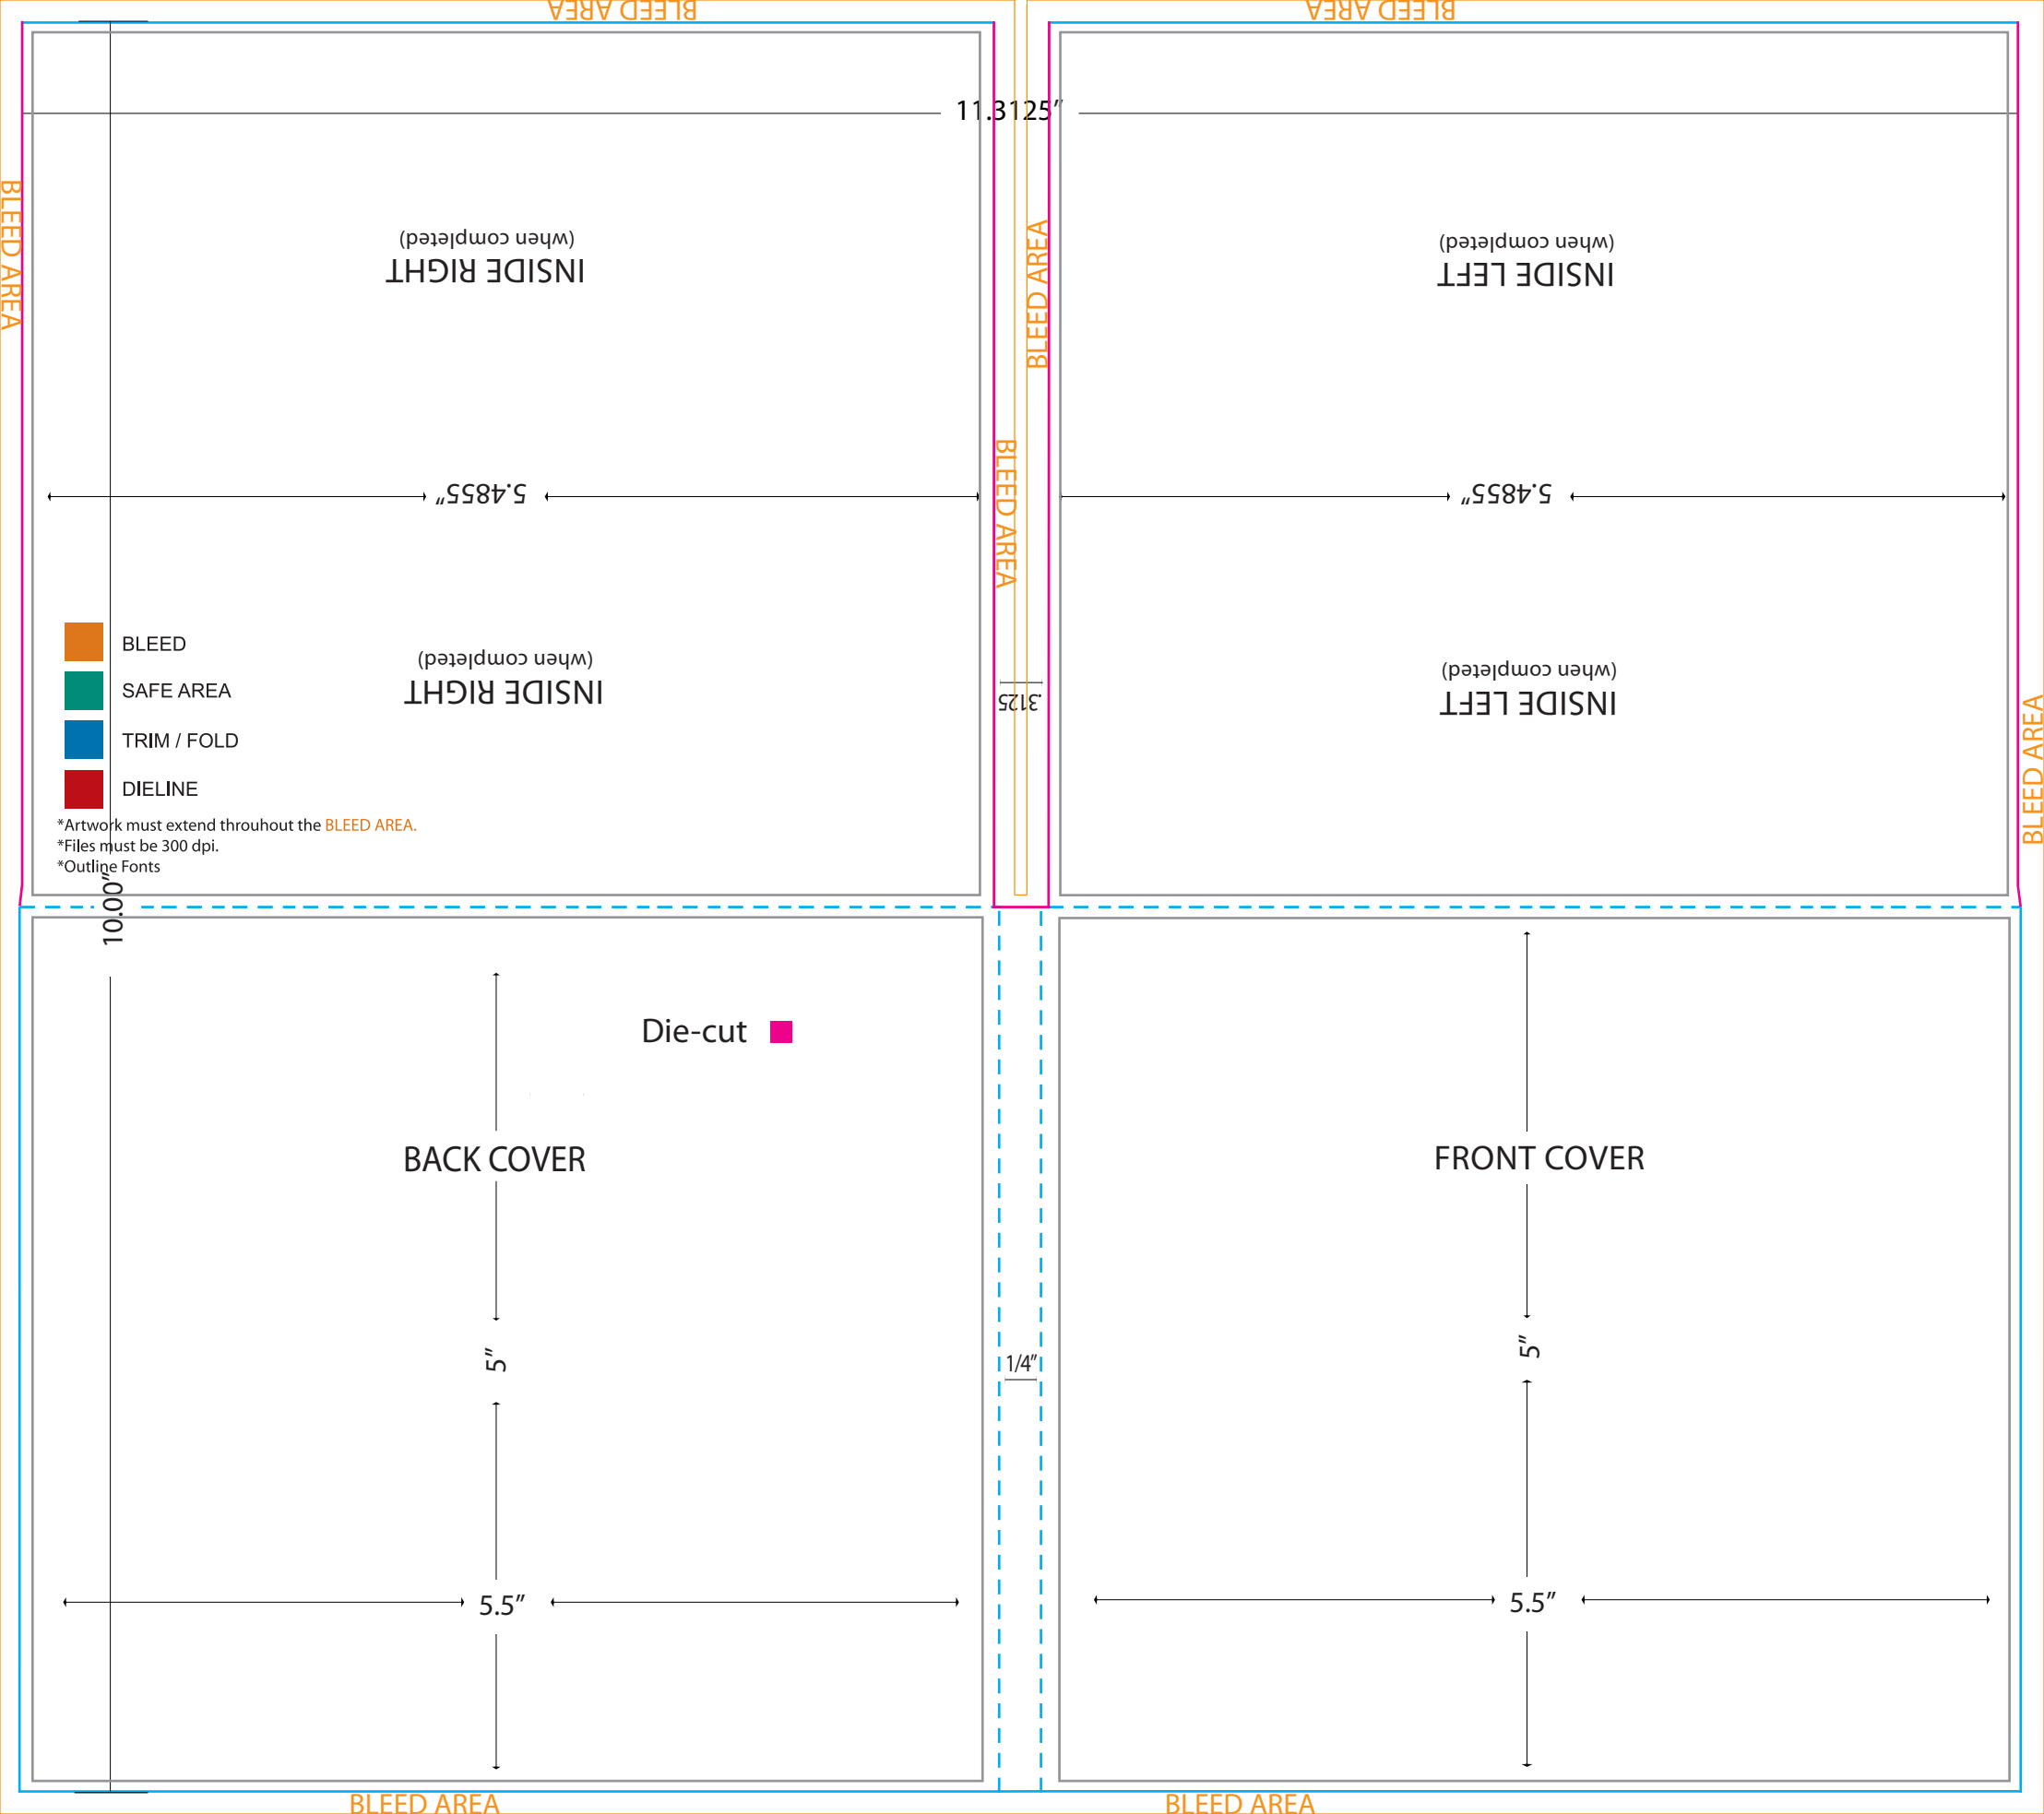 BLEED AREA
BLEED AREA
11.3125”
BLEED AREA
BLEED AREA
INSIDE RIGHT
(when completed)
INSIDE LEFT
(when completed)
BLEED AREA
5.4855”
5.4855”
BLEED
SAFE AREA
TRIM / FOLD
DIELINE
*Artwork must extend throuhout the BLEED AREA.
*Files must be 300 dpi.
*Outline Fonts
INSIDE RIGHT
(when completed)
.3125
INSIDE LEFT
(when completed)
BLEED AREA
10.00”
Die-cut
BACK COVER
FRONT COVER
5”
1/4”
5”
5.5”
5.5”
BLEED AREA
BLEED AREA